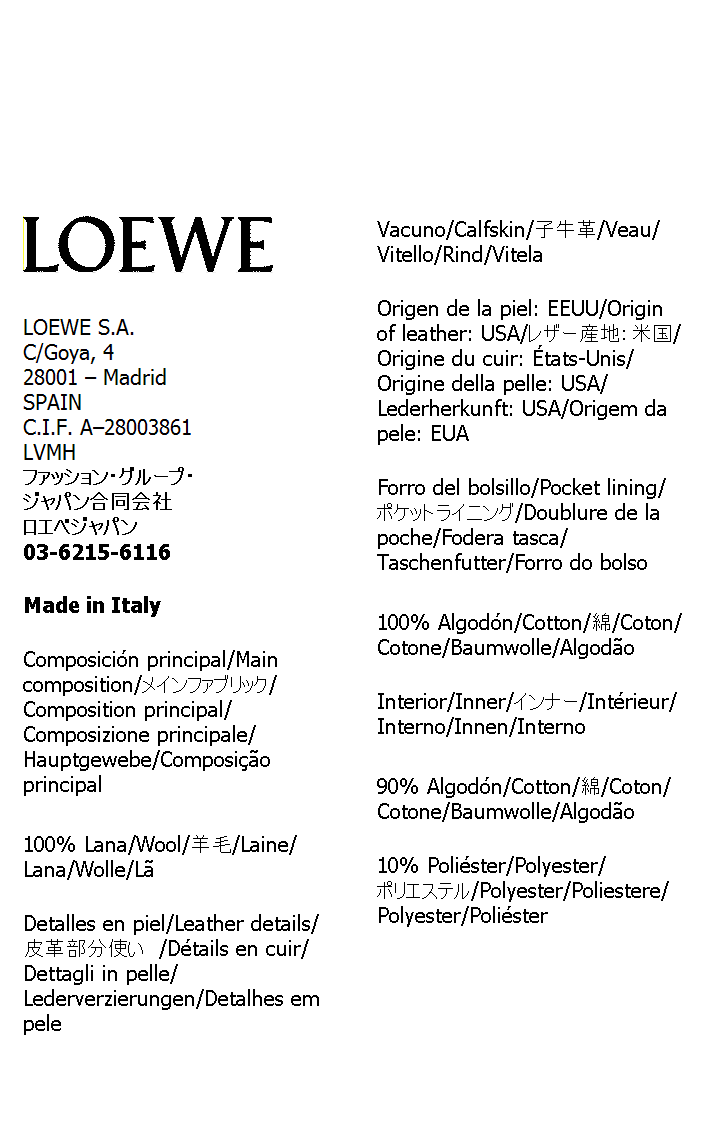 LOEWE
LOEWE S.A.
C/Goya, 4
28001 – Madrid
SPAIN
C.I.F. A–28003861
LVMH
ファッション・グループ・
ジャパン合同会社
ロエベジャパン
03-6215-6116
Made in Italy
Composición principal/Main
composition/メインファブリック/
Composition principal/
Composizione principale/
Hauptgewebe/Composição
principal
100% Lana/Wool/羊毛/Laine/
Lana/Wolle/Lã
Detalles en piel/Leather details/
皮革部分使い /Détails en cuir/
Dettagli in pelle/
Lederverzierungen/Detalhes em
pele
Vacuno/Calfskin/子牛革/Veau/
Vitello/Rind/Vitela
Origen de la piel: EEUU/Origin
of leather: USA/レザー産地: 米国/
Origine du cuir: États-Unis/
Origine della pelle: USA/
Lederherkunft: USA/Origem da
pele: EUA
Forro del bolsillo/Pocket lining/
ポケットライニング/Doublure de la
poche/Fodera tasca/
Taschenfutter/Forro do bolso
100% Algodón/Cotton/綿/Coton/
Cotone/Baumwolle/Algodão
Interior/Inner/インナー/Intérieur/
Interno/Innen/Interno
90% Algodón/Cotton/綿/Coton/
Cotone/Baumwolle/Algodão
10% Poliéster/Polyester/
ポリエステル/Polyester/Poliestere/
Polyester/Poliéster